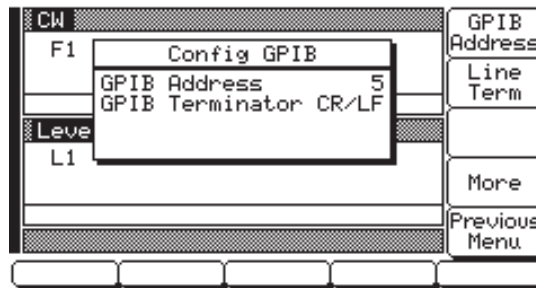 CW
F1
Config GPIB
GPIB Address 5
GPIB Terminator CR/LF
L1
GPIB
Address
Line
Term
More
Previous
Menu